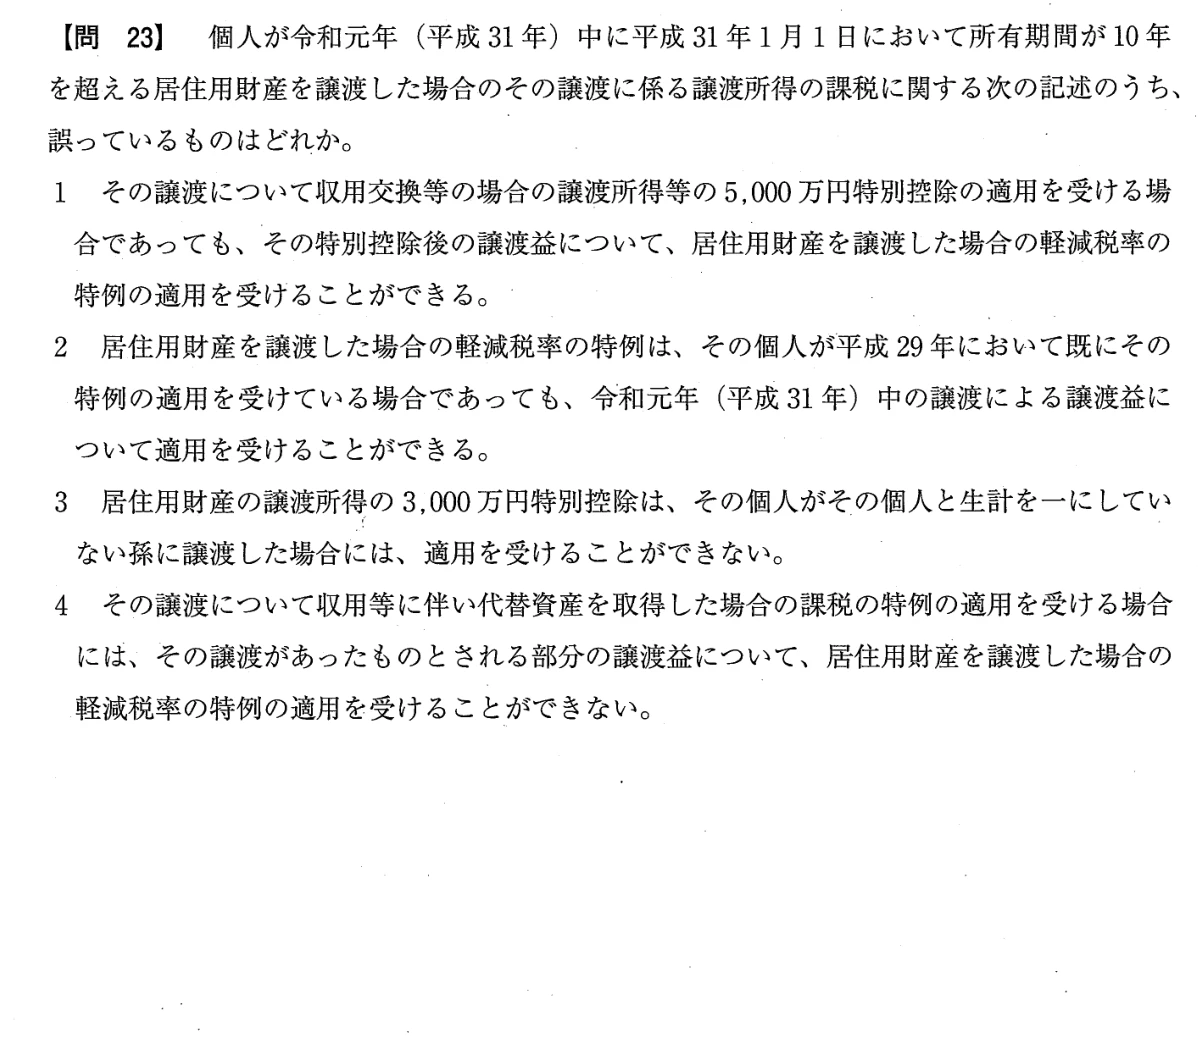 【問　23】　個人が令和元年（平成31年）中に平成31年1月1日において所有期間が10年
を超える居住用財産を譲渡した場合のその譲渡に係る譲渡所得の課税に関する次の記述のうち、
誤っているものはどれか。
1　その譲渡について収用交換等の場合の譲渡所得等の5,000万円特別控除の適用を受ける場
合であっても、その特別控除後の譲渡益について、居住用財産を譲渡した場合の軽減税率の
特例の適用を受けることができる。
2　居住用財産を譲渡した場合の軽減税率の特例は、その個人が平成29年において既にその
特例の適用を受けている場合であっても、令和元年（平成31年）中の譲渡による譲渡益に
ついて適用を受けることができる。
3　居住用財産の譲渡所得の3,000万円特別控除は、その個人がその個人と生計を一にしてい
ない孫に譲渡した場合には、適用を受けることができない。
4　その譲渡について収用等に伴い代替資産を取得した場合の課税の特例の適用を受ける場合
には、その譲渡があったものとされる部分の譲渡益について、居住用財産を譲渡した場合の
軽減税率の特例の適用を受けることができない。